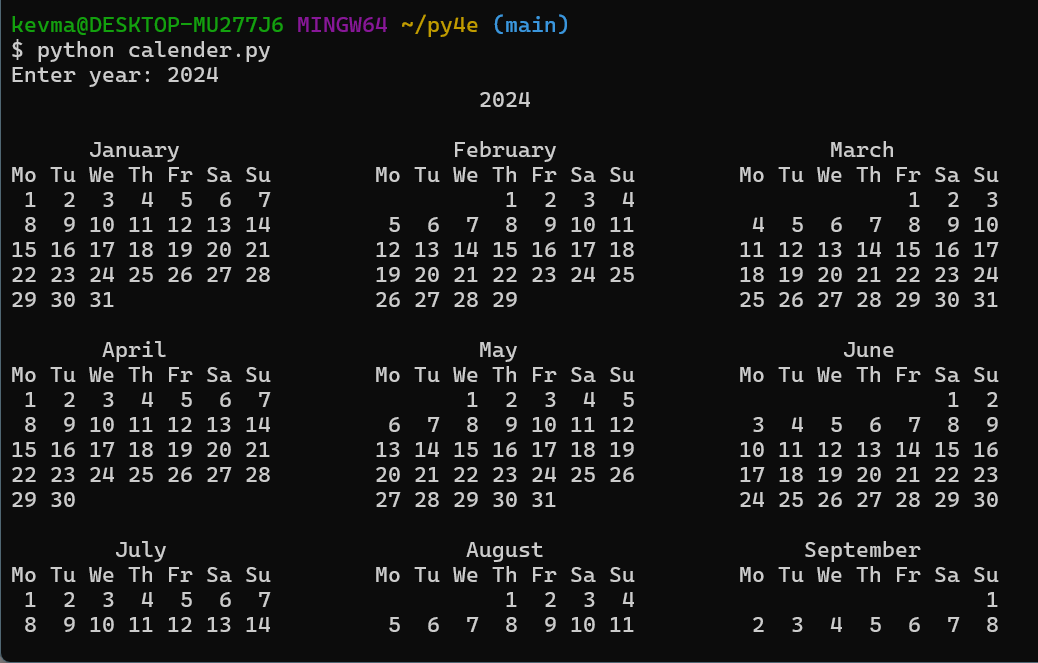 kevma@DESKTOP-MU277J6 MINGW64 ~/py4e (main)
$ python calender.py
Enter year: 2024
                                    2024

      January                     February                     March
Mo Tu We Th Fr Sa Su        Mo Tu We Th Fr Sa Su        Mo Tu We Th Fr Sa Su
 1  2  3  4  5  6  7                  1  2  3  4                     1  2  3
 8  9 10 11 12 13 14         5  6  7  8  9 10 11         4  5  6  7  8  9 10
15 16 17 18 19 20 21        12 13 14 15 16 17 18        11 12 13 14 15 16 17
22 23 24 25 26 27 28        19 20 21 22 23 24 25        18 19 20 21 22 23 24
29 30 31                    26 27 28 29                 25 26 27 28 29 30 31

       April                        May                         June
Mo Tu We Th Fr Sa Su        Mo Tu We Th Fr Sa Su        Mo Tu We Th Fr Sa Su
 1  2  3  4  5  6  7               1  2  3  4  5                        1  2
 8  9 10 11 12 13 14         6  7  8  9 10 11 12         3  4  5  6  7  8  9
15 16 17 18 19 20 21        13 14 15 16 17 18 19        10 11 12 13 14 15 16
22 23 24 25 26 27 28        20 21 22 23 24 25 26        17 18 19 20 21 22 23
29 30                       27 28 29 30 31              24 25 26 27 28 29 30

        July                       August                    September
Mo Tu We Th Fr Sa Su        Mo Tu We Th Fr Sa Su        Mo Tu We Th Fr Sa Su
 1  2  3  4  5  6  7                  1  2  3  4                           1
 8  9 10 11 12 13 14         5  6  7  8  9 10 11         2  3  4  5  6  7  8